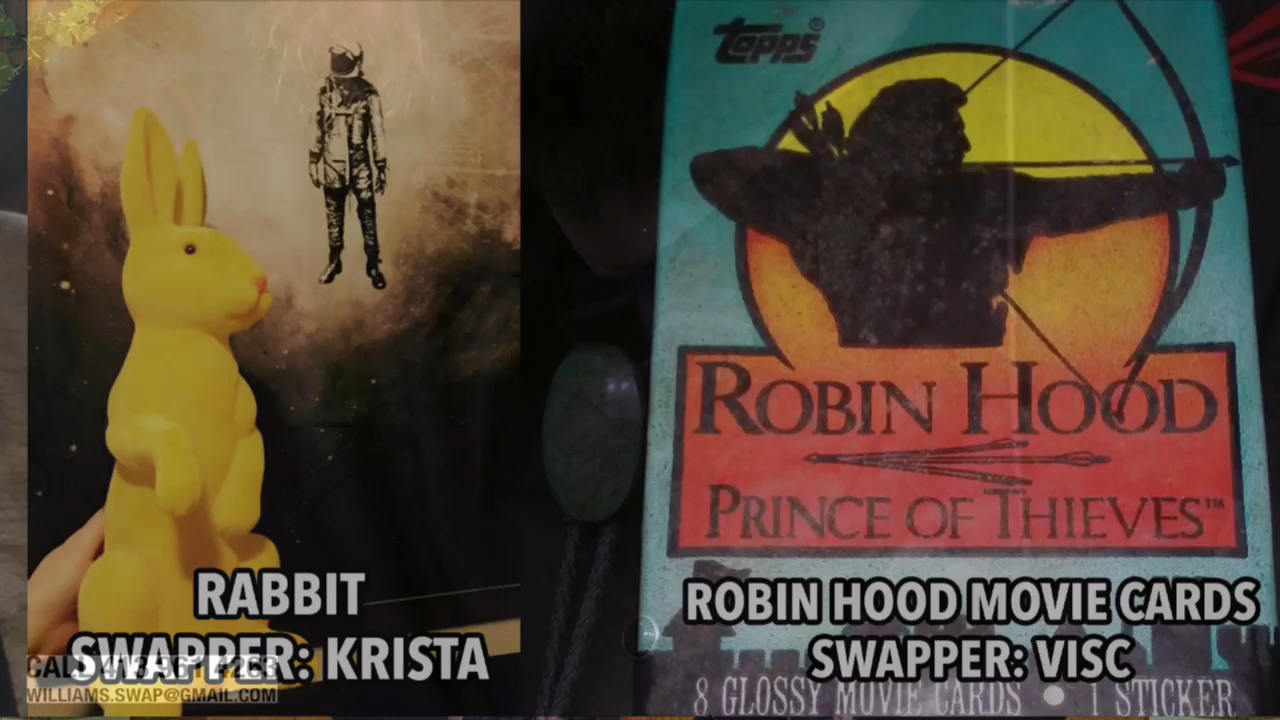 topps®
ROBIN HOOD
PRINCE OF THIEVES™
RABBIT
SWAPPER: KRISTA
ROBIN HOOD MOVIE CARDS
SWAPPER: VISC
CALL
WILLIAMS.SWAP@GMAIL.COM
8 GLOSSY MOVIE CARDS • 1 STICKER